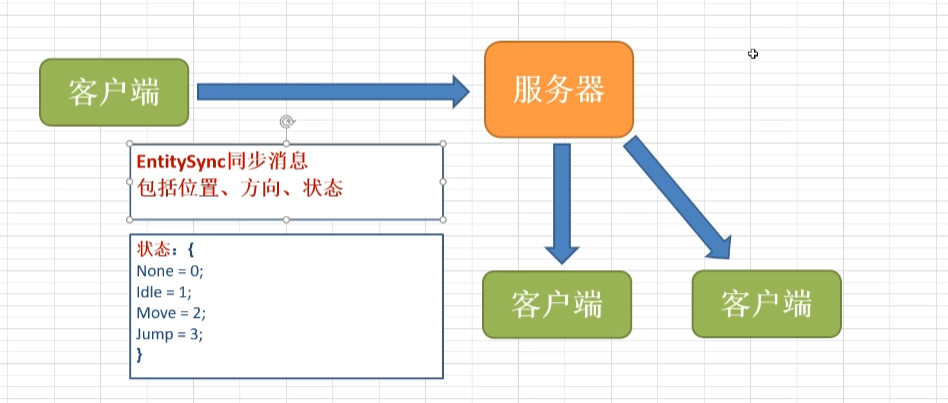 客户端
服务器
EntitySync同步消息
包括位置、方向、状态
状态：{
None = 0;
Idle = 1;
Move = 2;
Jump = 3;
}
客户端
客户端